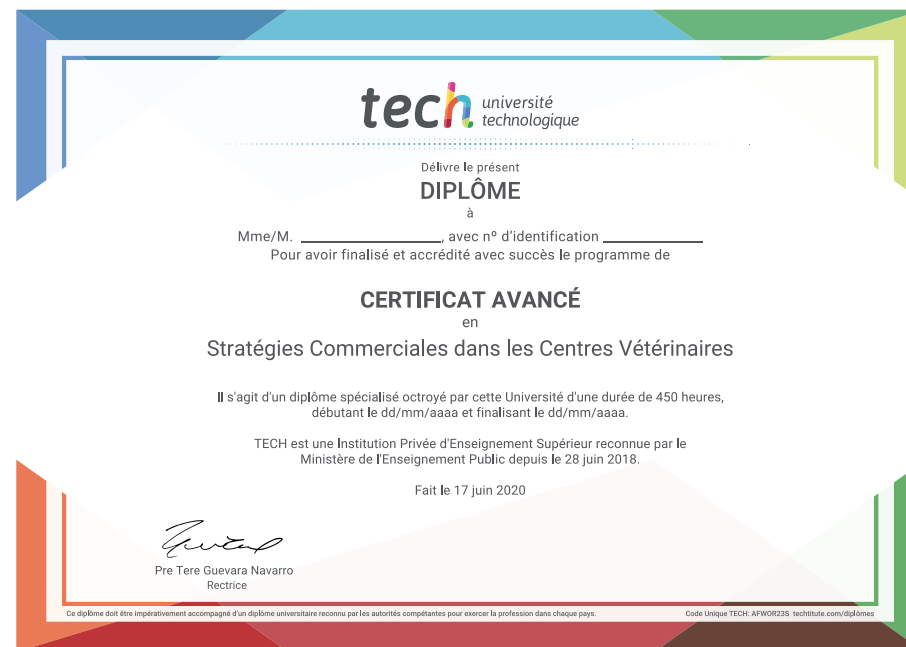 tech université
technologique
Délivre le présent
DIPLÔME
à
Mme/M. ____________________, avec nº d'identification ______________
Pour avoir finalisé et accrédité avec succès le programme de
CERTIFICAT AVANCÉ
en
Stratégies Commerciales dans les Centres Vétérinaires
Il s'agit d'un diplôme spécialisé octroyé par cette Université d'une durée de 450 heures,
débutant le dd/mm/aaaa et finalisant le dd/mm/aaaa.
TECH est une Institution Privée d'Enseignement Supérieur reconnue par le
Ministère de l'Enseignement Public depuis le 28 juin 2018.
Fait le 17 juin 2020
Pre Tere Guevara Navarro
Rectrice
Ce diplôme doit être impérativement accompagné d'un diplôme universitaire reconnu par les autorités compétantes pour exercer la profession dans chaque pays.
Code Unique TECH: AFWOR23S techtitute.com/diplômes